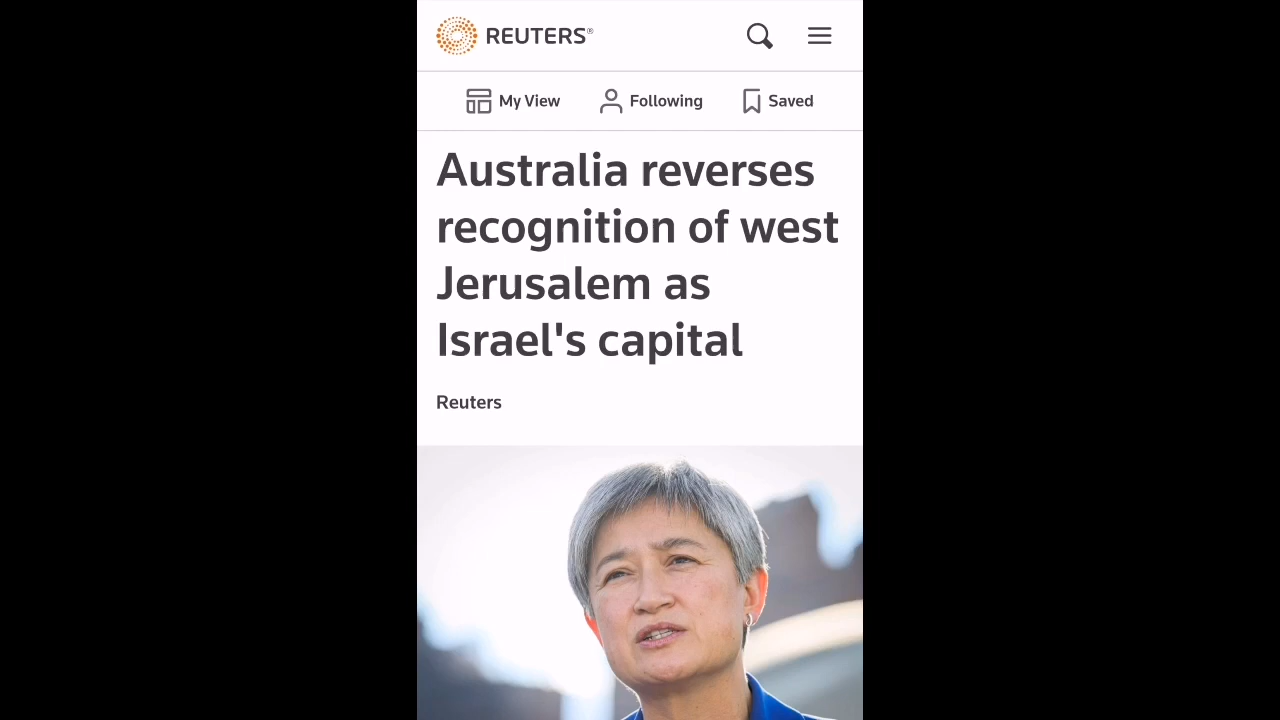 REUTERS®
My View Following Saved
Australia reverses
recognition of west
Jerusalem as
Israel's capital
Reuters